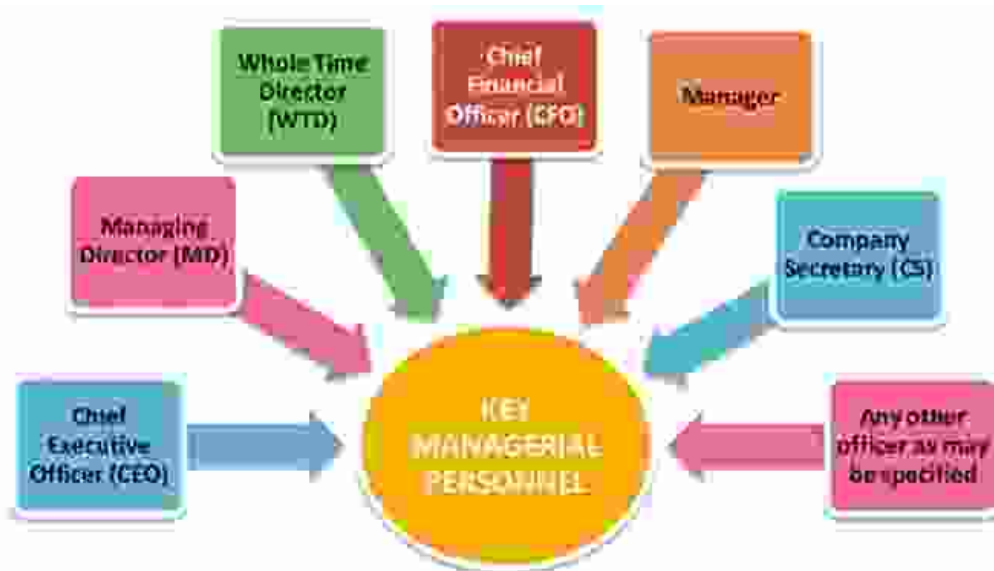 Whole Time
Director
(WTD)
Chief
Financial
Officer (CFO)
Manager
Managing
Director (MD)
Company
Secretary (CS)
Chief
Executive
Officer (CEO)
KEY
MANAGERIAL
PERSONNEL
Any other
officer as may
be specified